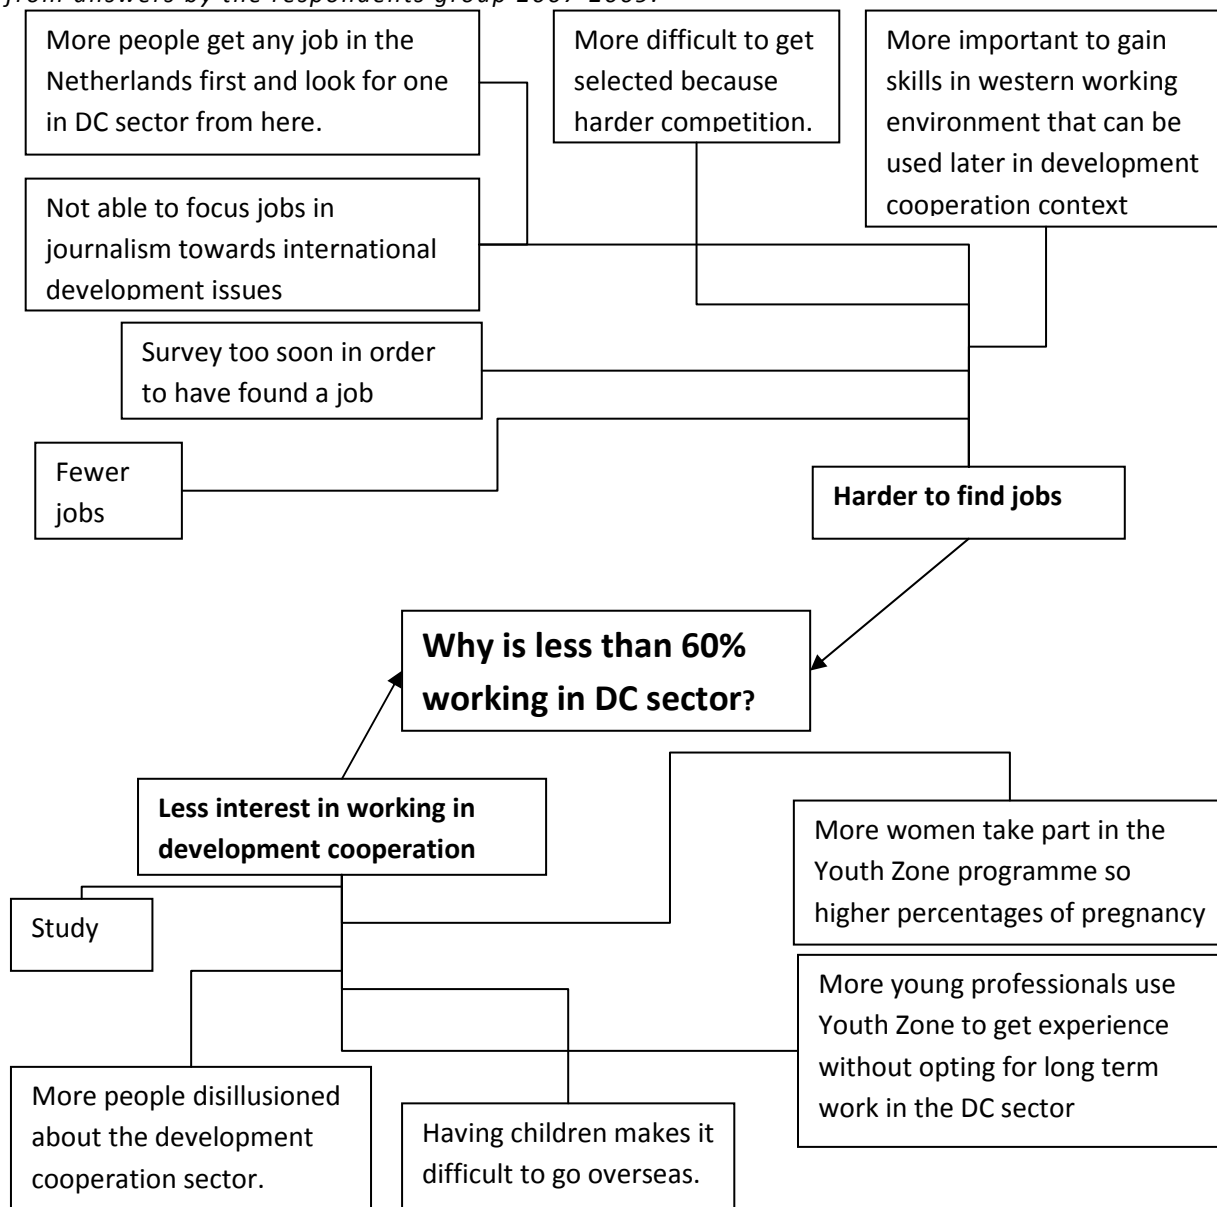 from answers by the respondents group 2007-2009.
More people get any job in the
Netherlands first and look for one
in DC sector from here.
More difficult to get
selected because
harder competition.
More important to gain
skills in western working
environment that can be
used later in development
cooperation context
Not able to focus jobs in
journalism towards international
development issues
Survey too soon in order
to have found a job
Fewer
jobs
Harder to find jobs
Why is less than 60%
working in DC sector?
Less interest in working in
development cooperation
More women take part in the
Youth Zone programme so
higher percentages of pregnancy
Study
More young professionals use
Youth Zone to get experience
without opting for long term
work in the DC sector
More people disillusioned
about the development
cooperation sector.
Having children makes it
difficult to go overseas.